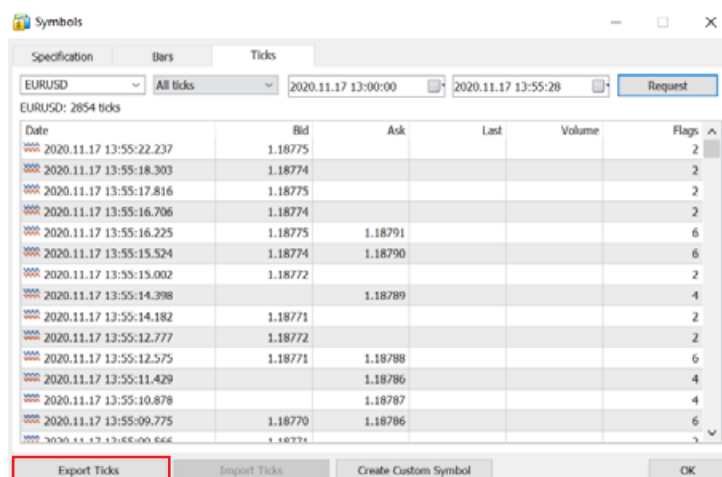 Symbols
Specification Bars Ticks
EURUSD All ticks 2020.11.17 13:00:00 2020.11.17 13:55:28 Request
EURUSD: 2854 ticks
Date Bid Ask Last Volume Flags
2020.11.17 13:55:22.237 1.18775 2
2020.11.17 13:55:18.303 1.18774 2
2020.11.17 13:55:17.816 1.18775 2
2020.11.17 13:55:16.706 1.18774 2
2020.11.17 13:55:16.225 1.18775 1.18791 6
2020.11.17 13:55:15.524 1.18774 1.18790 6
2020.11.17 13:55:15.002 1.18772 2
2020.11.17 13:55:14.398 1.18789 4
2020.11.17 13:55:14.182 1.18771 2
2020.11.17 13:55:12.777 1.18772 2
2020.11.17 13:55:12.575 1.18771 1.18788 6
2020.11.17 13:55:11.429 1.18786 4
2020.11.17 13:55:10.878 1.18787 4
2020.11.17 13:55:09.775 1.18770 1.18786 6
Export Ticks Import Ticks Create Custom Symbol OK